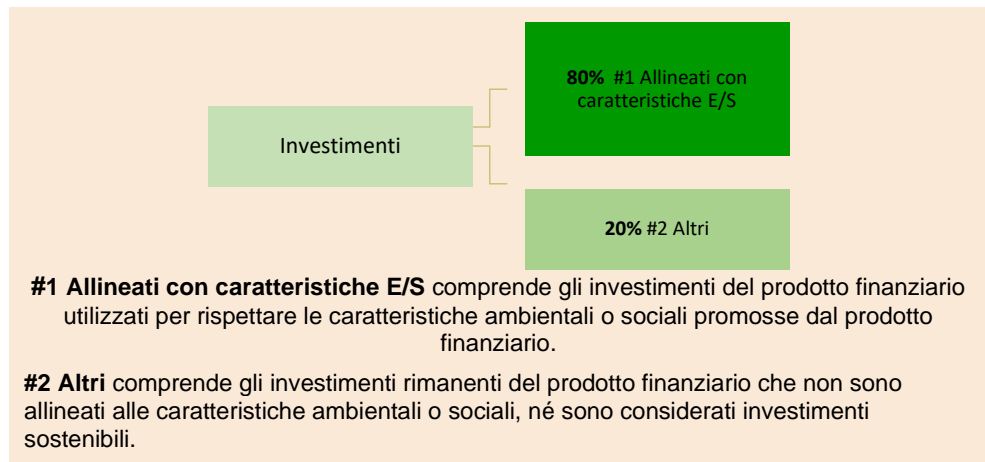 80% #1 Allineati con
caratteristiche E/S
Investimenti
20% #2 Altri
#1 Allineati con caratteristiche E/S comprende gli investimenti del prodotto finanziario
utilizzati per rispettare le caratteristiche ambientali o sociali promosse dal prodotto
finanziario.
#2 Altri comprende gli investimenti rimanenti del prodotto finanziario che non sono
allineati alle caratteristiche ambientali o sociali, né sono considerati investimenti
sostenibili.